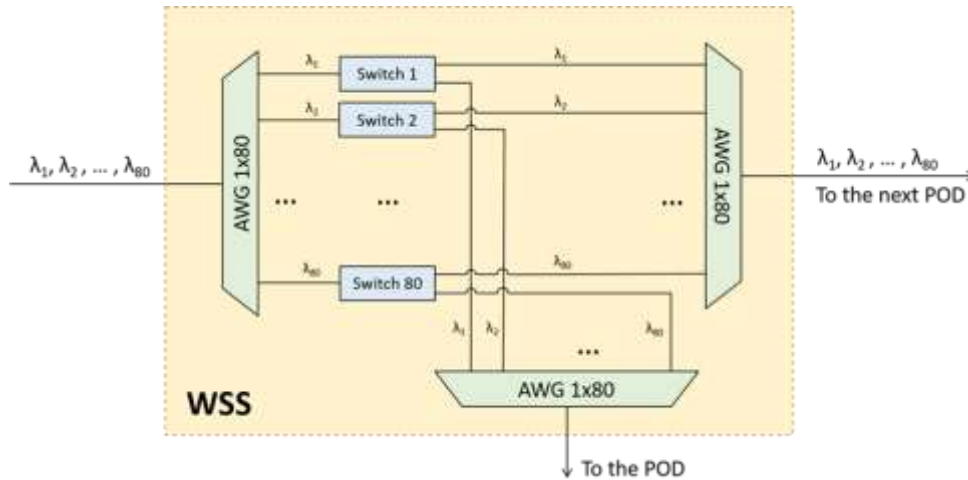 λ₁
Switch 1
λ₁
λ₂
Switch 2
λ₂
λ₁, λ₂ , ... , λ₈₀
AWG 1x80
AWG 1x80
λ₁, λ₂ , ... , λ₈₀
To the next POD
...
...
...
λ₈₀
Switch 80
λ₈₀
λ₁
λ₂
λ₈₀
...
AWG 1x80
WSS
To the POD